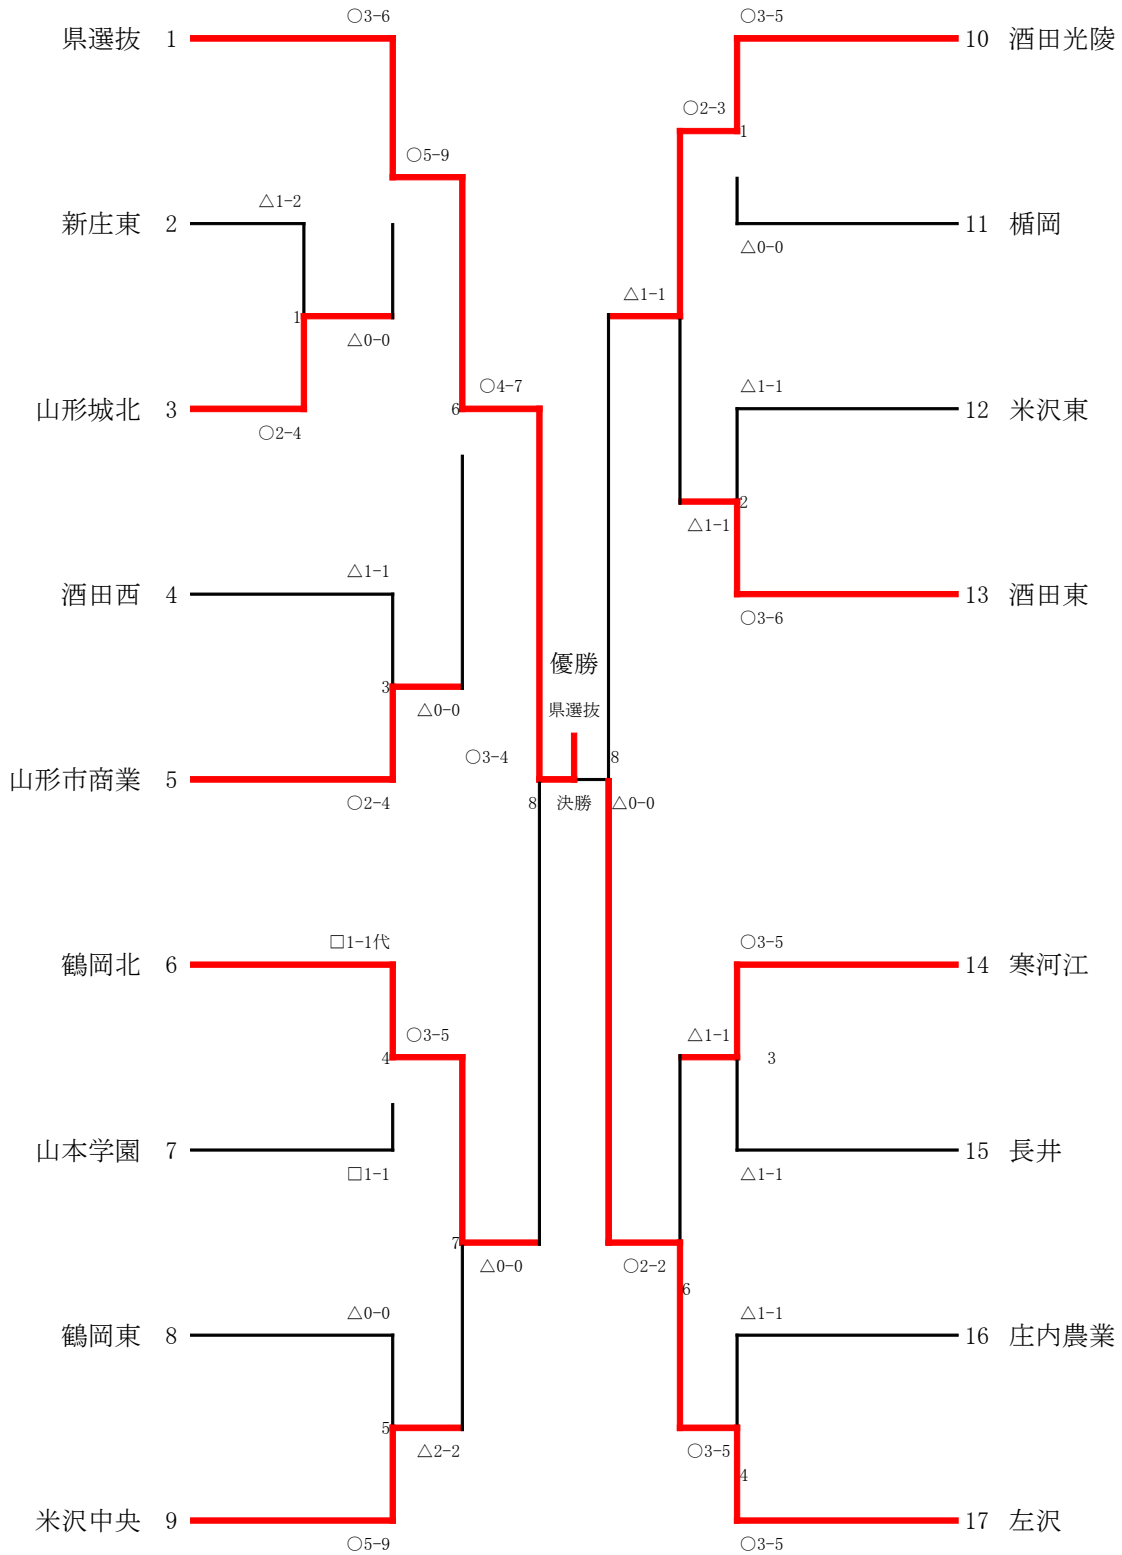 ○3-6
県選抜 1
○5-9
△1-2
新庄東 2
1
△0-0
山形城北 3
○2-4
○4-7
6
△1-1
酒田西 4
3
△0-0
山形市商業 5
○2-4
○3-4
8
□1-1代
鶴岡北 6
○3-5
4
山本学園 7
□1-1
7
△0-0
△0-0
鶴岡東 8
5
△2-2
米沢中央 9
○5-9
優勝
県選抜
決勝
○3-5
10 酒田光陵
○2-3
1
11 楯岡
△0-0
△1-1
△1-1
12 米沢東
2
△1-1
13 酒田東
○3-6
8
△0-0
○3-5
14 寒河江
△1-1
3
15 長井
△1-1
○2-2
6
△1-1
16 庄内農業
○3-5
4
17 左沢
○3-5